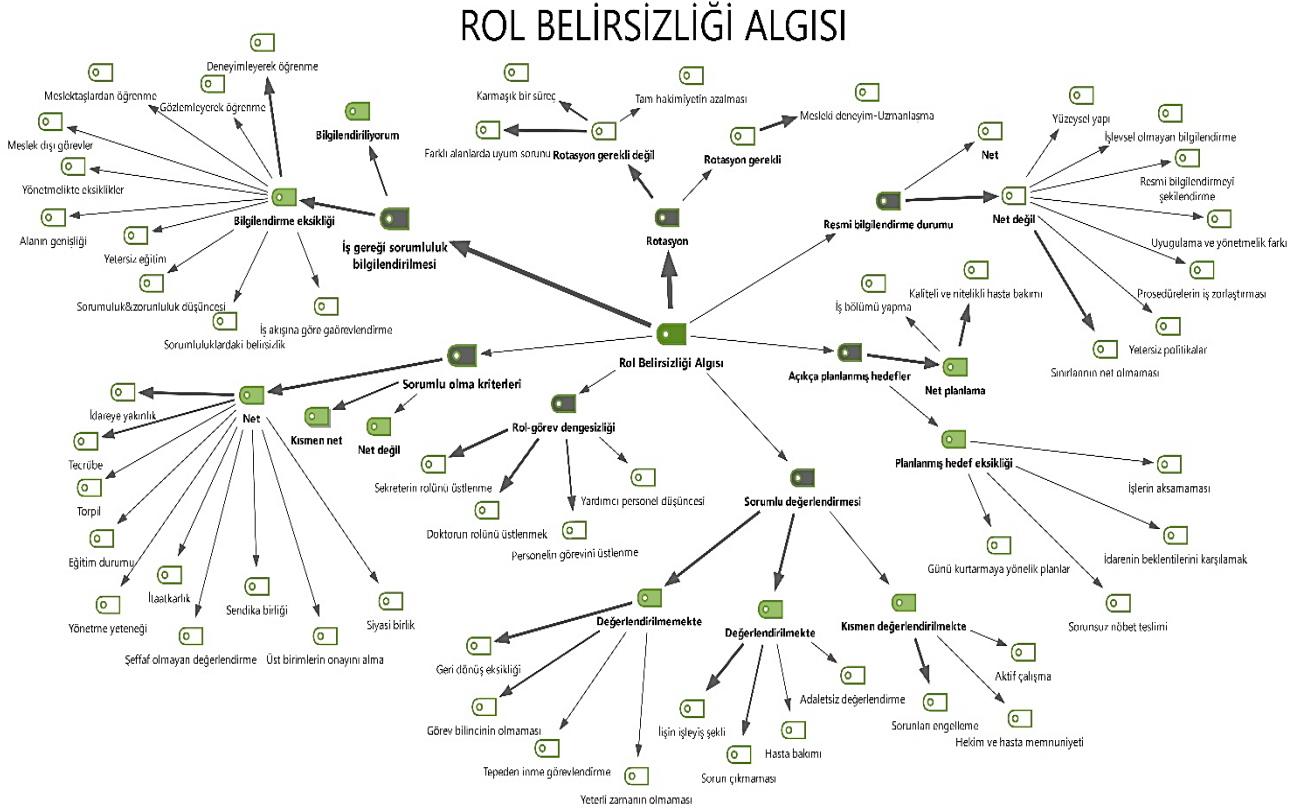 ROL BELİRSİZLİĞİ ALGISI
Deneyimleyerek öğrenme
Meslektaşlardan öğrenme
Gözlemleyerek öğrenme
Meslek dışı görevler
Yönetmelikte eksiklikler
Alanın genişliği
Yetersiz eğitim
Sorumuluk&zorunluluk düşüncesi
Sorumluluklardaki belirsizlik
İş akışına göre gaörevlendirme
Bilgilendirme eksikliği
Bilgilendiriliyorum
İş gereği sorumluluk
bilgilendirilmesi
Karmaşık bir süreç
Tam hakimiyetin azalması
Farklı alanlarda uyum sorunu
Rotasyon gerekli değil
Rotasyon gerekli
Mesleki deneyim-Uzmanlaşma
Rotasyon
Resmi bilgilendirme durumu
Net
Net değil
Yüzeysel yapı
İşlevsel olmayan bilgilendirme
Resmi bilgilendirmeyi
şekilendirme
Uyugulama ve yönetmelik farkı
Prosedürelerin iş zorlaştırması
Yetersiz politikalar
Sınırlarının net olmaması
Rol Belirsizliği Algısı
Açıkça planlanmış hedefler
İş bölümü yapma
Kaliteli ve nitelikli hasta bakımı
Net planlama
Planlanmış hedef eksikliği
İşlerin aksamaması
İdarenin beklentilerini karşılamak
Günü kurtarmaya yönelik planlar
Sorunsuz nöbet teslimi
Sorumlu olma kriterleri
Net
Kısmen net
Net değil
İdareye yakınlık
Tecrübe
Torpil
Eğitim durumu
Yönetme yeteneği
İtaatkarlık
Şeffaf olmayan değerlendirme
Sendika birliği
Üst birimlerin onayını alma
Siyasi birlik
Rol-görev dengesizliği
Sekreterin rolünü üstlenme
Doktorun rolünü üstlenmek
Personelin görevini üstlenme
Yardımcı personel düşüncesi
Sorumlu değerlendirmesi
Değerlendirilmemekte
Geri dönüş eksikliği
Görev bilincinin olmaması
Tepeden inme görevlendirme
Yeterli zamanın olmaması
Değerlendirilmekte
İişin işleyiş şekli
Sorun çıkmaması
Hasta bakımı
Adaletsiz değerlendirme
Kısmen değerlendirilmekte
Aktif çalışma
Sorunları engelleme
Hekim ve hasta memnuniyeti